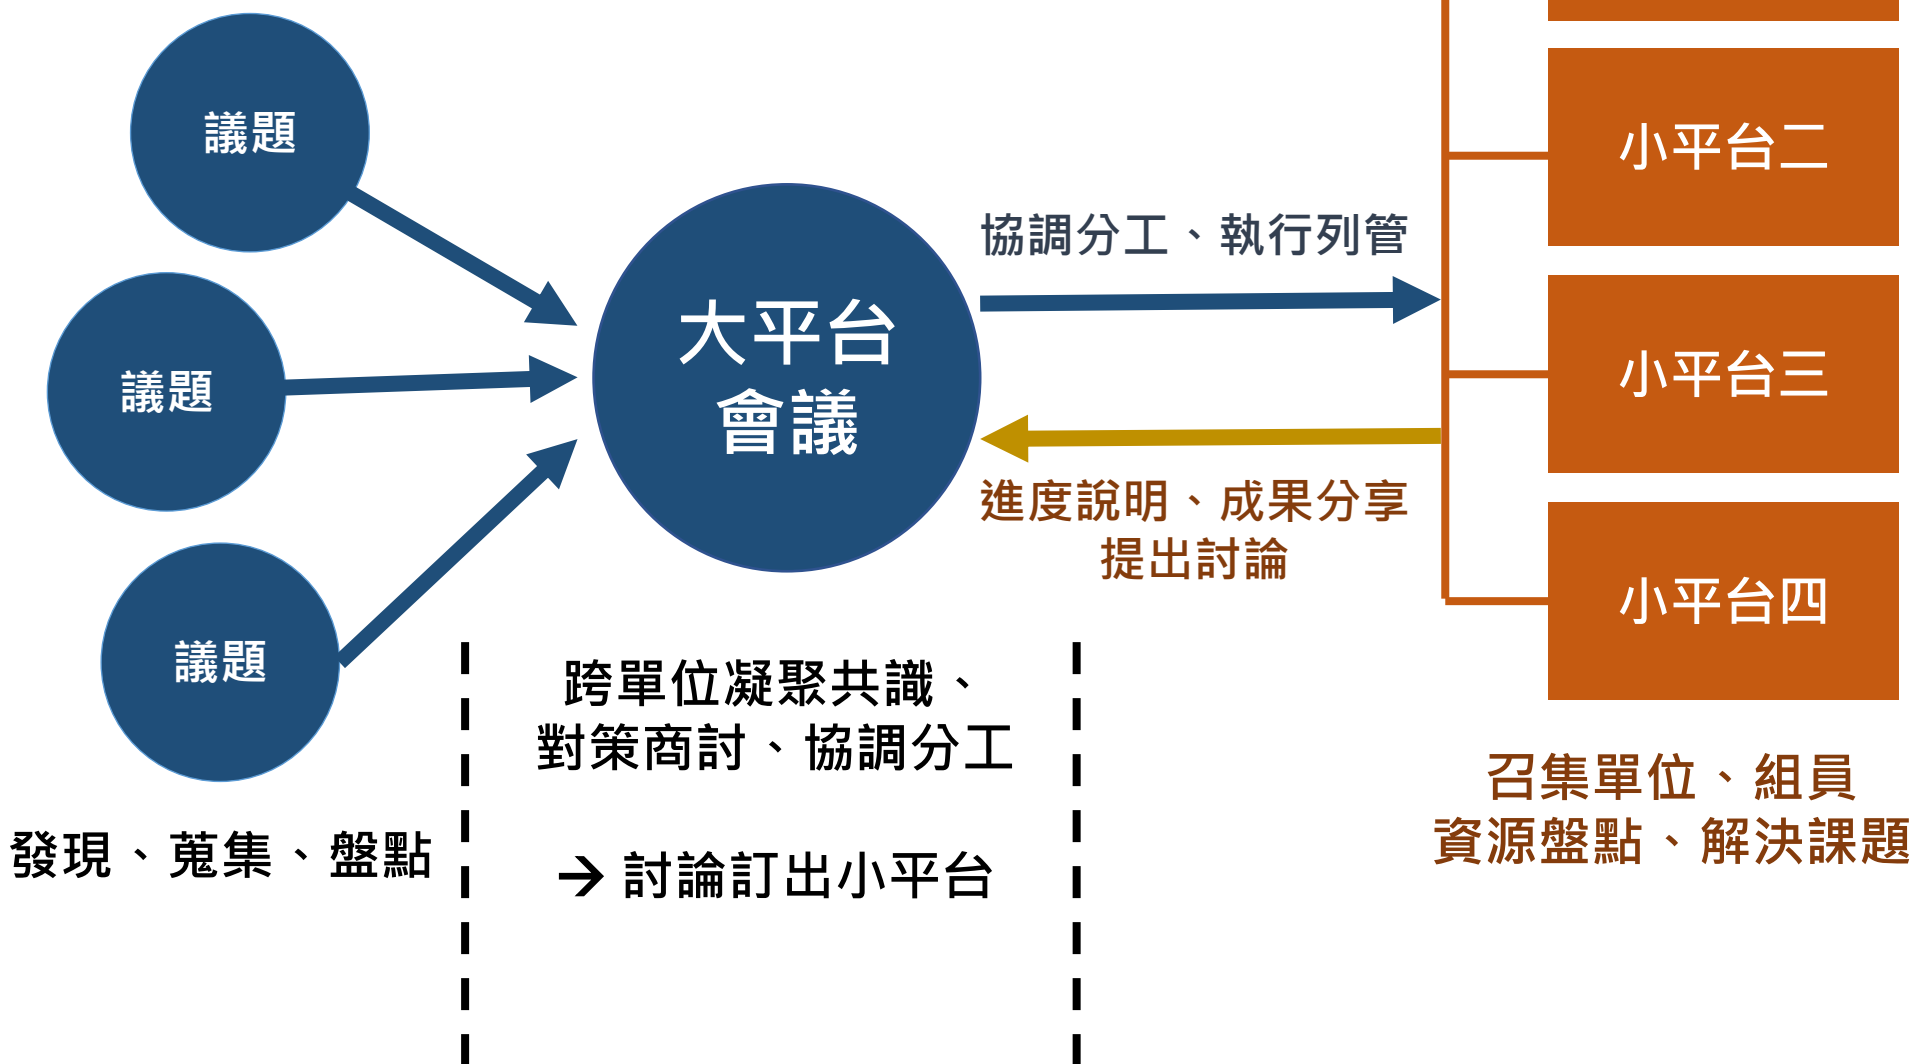 議題
議題
議題
發現、蒐集、盤點
大平台
會議
跨單位凝聚共識、
對策商討、協調分工
→ 討論訂出小平台
協調分工、執行列管
進度說明、成果分享
提出討論
小平台二
小平台三
小平台四
召集單位、組員
資源盤點、解決課題